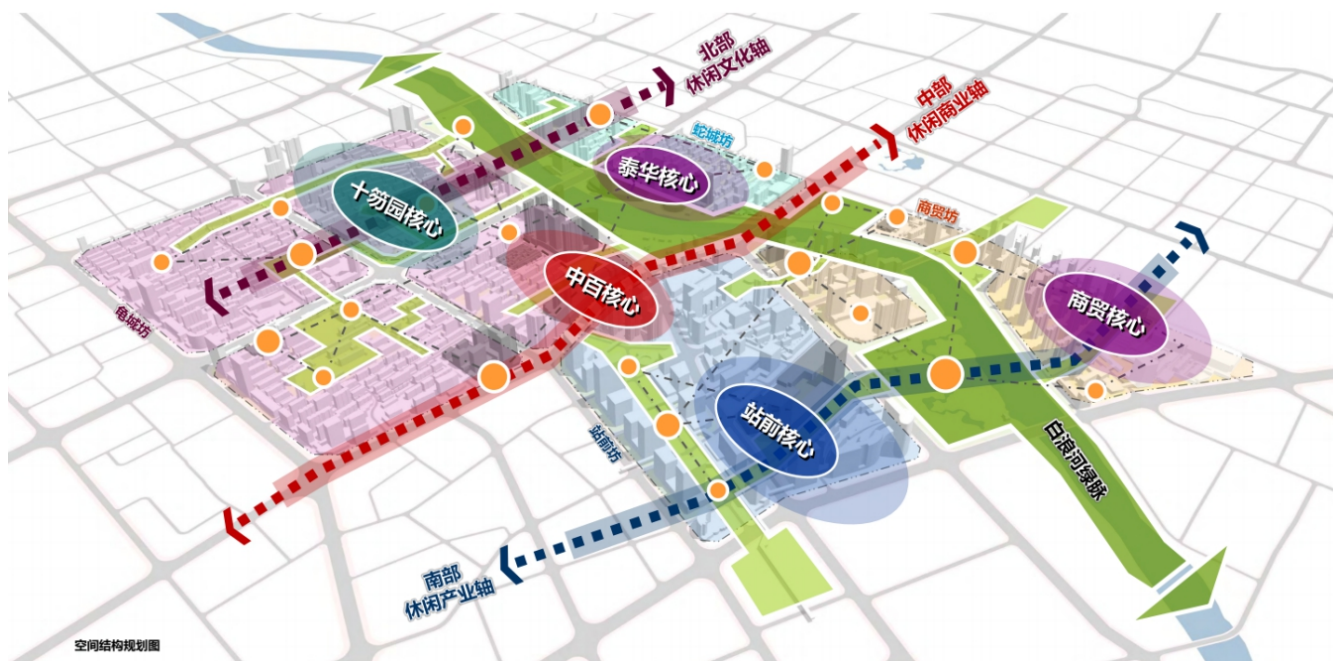 北部
休闲文化轴
中部
休闲商业轴
蛇城坊
泰华核心
十笏园核心
商贸坊
中百核心
商贸核心
龟城坊
站前核心
站前坊
白浪河绿脉
南部
休闲产业轴
空间结构规划图